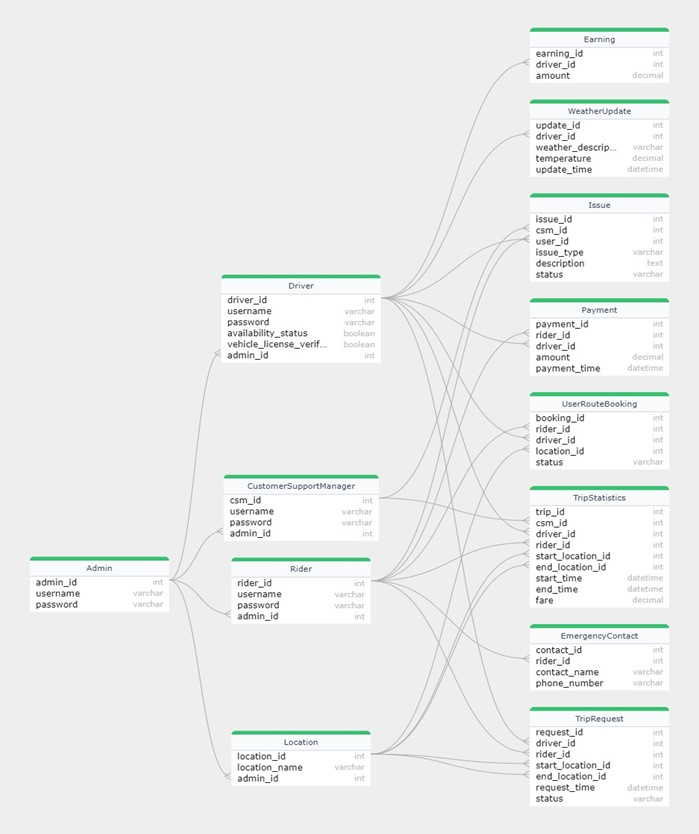 Earning
earning_id int
driver_id int
amount decimal
WeatherUpdate
update_id int
driver_id int
weather_descrip... varchar
temperature decimal
update_time datetime
Issue
issue_id int
csm_id int
user_id int
issue_type varchar
description text
status varchar
Driver
driver_id int
username varchar
password varchar
availability_status boolean
vehicle_license_verif... boolean
admin_id int
Payment
payment_id int
rider_id int
driver_id int
amount decimal
payment_time datetime
UserRouteBooking
booking_id int
rider_id int
driver_id int
location_id int
status varchar
CustomerSupportManager
csm_id int
username varchar
password varchar
admin_id int
TripStatistics
trip_id int
csm_id int
driver_id int
rider_id int
start_location_id int
end_location_id int
start_time datetime
end_time datetime
fare decimal
Admin
admin_id int
username varchar
password varchar
Rider
rider_id int
username varchar
password varchar
admin_id int
EmergencyContact
contact_id int
rider_id int
contact_name varchar
phone_number varchar
Location
location_id int
location_name varchar
admin_id int
TripRequest
request_id int
driver_id int
rider_id int
start_location_id int
end_location_id int
request_time datetime
status varchar